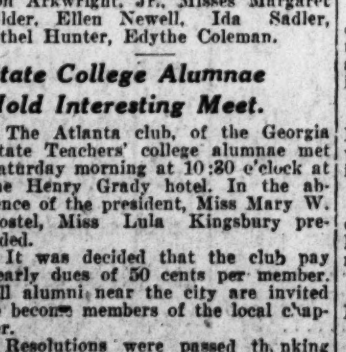 on Arkwright, Jr., Misses Margaret
lder, Ellen Newell, Ida Sadler,
thel Hunter, Edythe Coleman.
tate College Alumnae
Hold Interesting Meet.
The Atlanta club, of the Georgia
tate Teachers' college alumnae met
aturday morning at 10:30 o'clock at
he Henry Grady hotel. In the ab-
ence of the president, Miss Mary W.
ostel, Miss Lula Kingsbury pre-
ded.
It was decided that the club pay
early dues of 50 cents per member.
ll alumni near the city are invited
o become members of the local chap-
er.
Resolutions were passed th nking